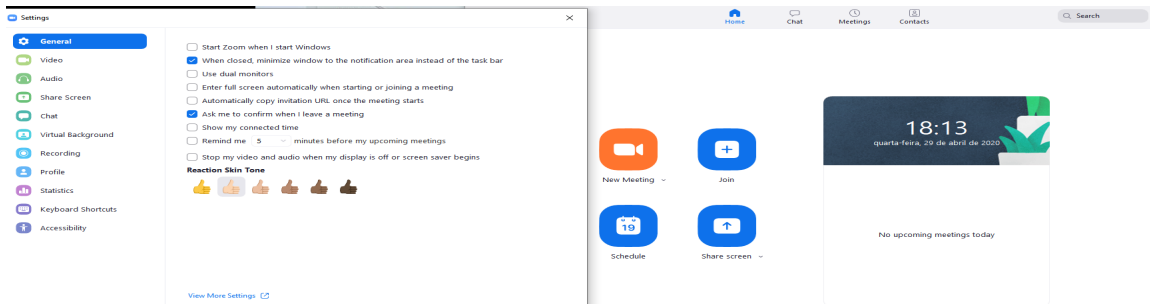 Settings
General
Video
Audio
Share Screen
Chat
Virtual Background
Recording
Profile
Statistics
Keyboard Shortcuts
Accessibility
Start Zoom when I start Windows
When closed, minimize window to the notification area instead of the task bar
Use dual monitors
Enter full screen automatically when starting or joining a meeting
Automatically copy invitation URL once the meeting starts
Ask me to confirm when I leave a meeting
Show my connected time
Remind me 5 minutes before my upcoming meetings
Stop my video and audio when my display is off or screen saver begins
Reaction Skin Tone
View More Settings
Home
Chat
Meetings
Contacts
Search
New Meeting
Join
19
Schedule
Share screen
18:13
quarta-feira, 29 de abril de 2020
No upcoming meetings today